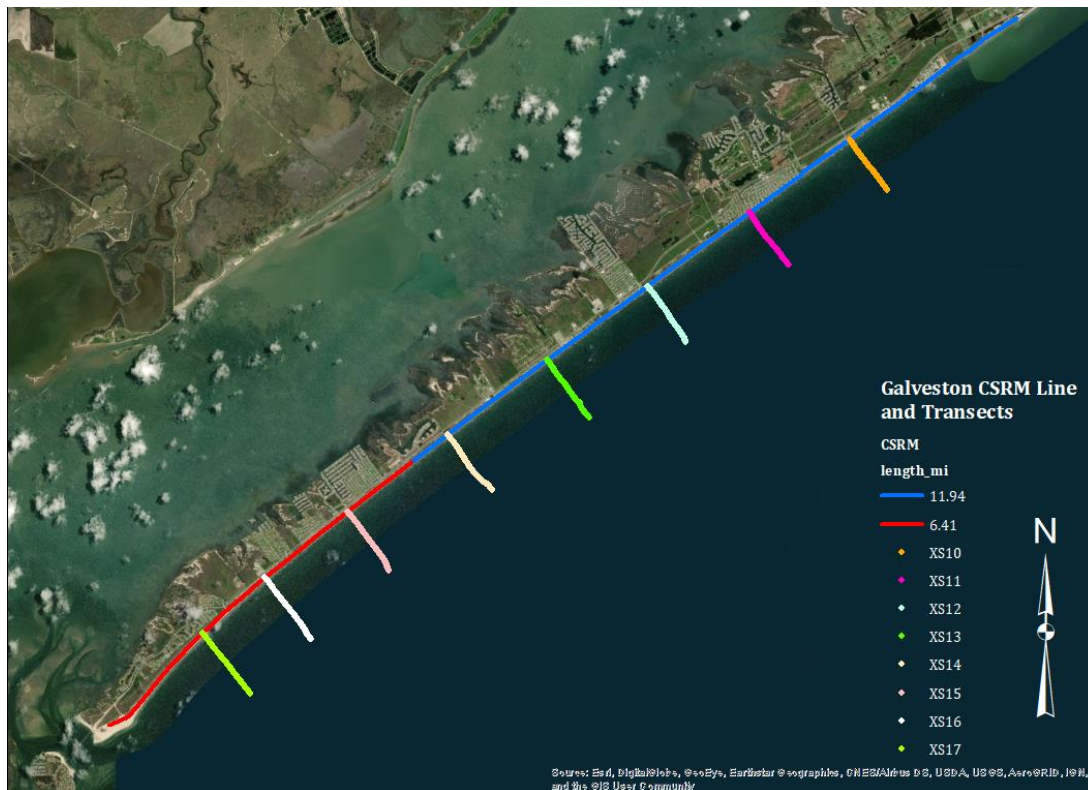 Galveston CSRM Line
and Transects
CSRM
length_mi
11.94
6.41
XS10
XS11
XS12
XS13
XS14
XS15
XS16
XS17
N
Source: Esri, DigitalGlobe, GeoEye, Earthstar Geographics, CNES/Airbus DS, USDA, USGS, AeroGRID, IGN,
and the GIS User Community